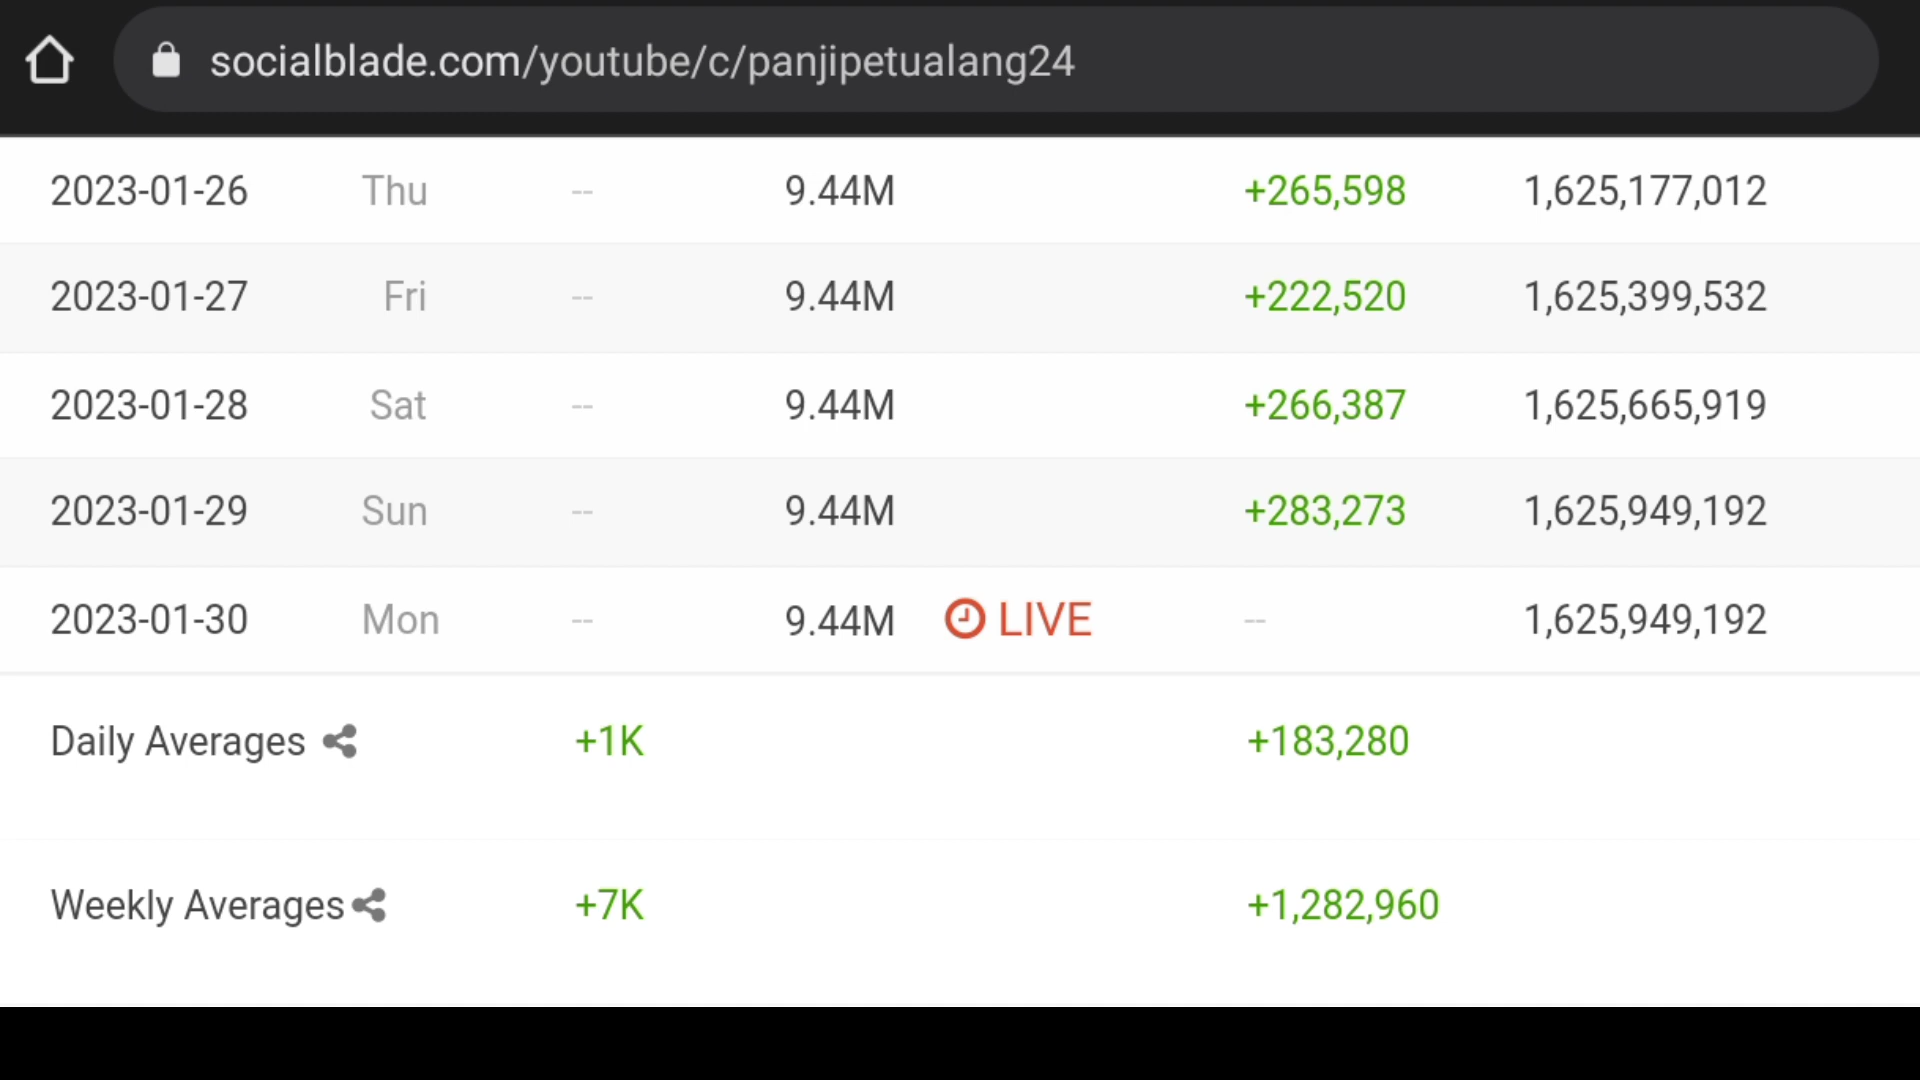 socialblade.com/youtube/c/panjipetualang24
2023-01-26 Thu -- 9.44M +265,598 1,625,177,012
2023-01-27 Fri -- 9.44M +222,520 1,625,399,532
2023-01-28 Sat -- 9.44M +266,387 1,625,665,919
2023-01-29 Sun -- 9.44M +283,273 1,625,949,192
2023-01-30 Mon -- 9.44M LIVE -- 1,625,949,192
Daily Averages +1K +183,280
Weekly Averages +7K +1,282,960